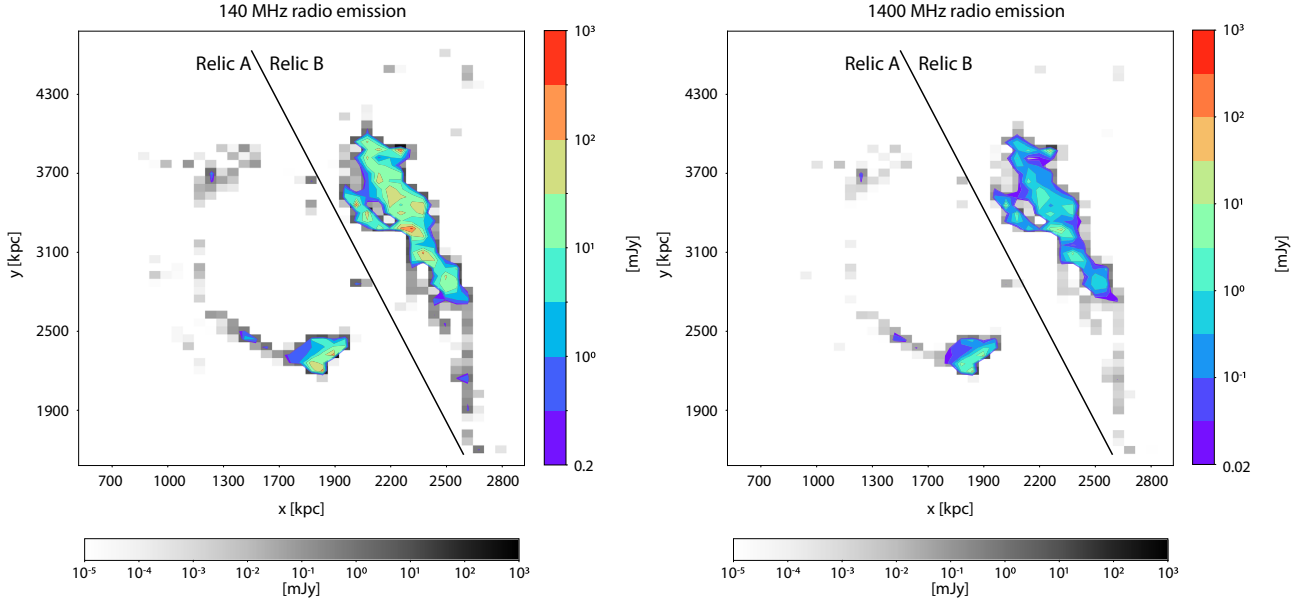 140 MHz radio emission
Relic A Relic B
y [kpc]
4300
3700
3100
2500
1900
700 1000 1300 1600 1900 2200 2500 2800
x [kpc]
10³
10²
10¹
10⁰
0.2
[mJy]
10⁻⁵ 10⁻⁴ 10⁻³ 10⁻² 10⁻¹ 10⁰ 10¹ 10² 10³
[mJy]
1400 MHz radio emission
Relic A Relic B
y [kpc]
4300
3700
3100
2500
1900
700 1000 1300 1900 2200 2500 2800
x [kpc]
10³
10²
10¹
10⁰
10⁻¹
0.02
[mJy]
10⁻⁵ 10⁻⁴ 10⁻³ 10⁻² 10⁻¹ 10⁰ 10¹ 10² 10³
[mJy]